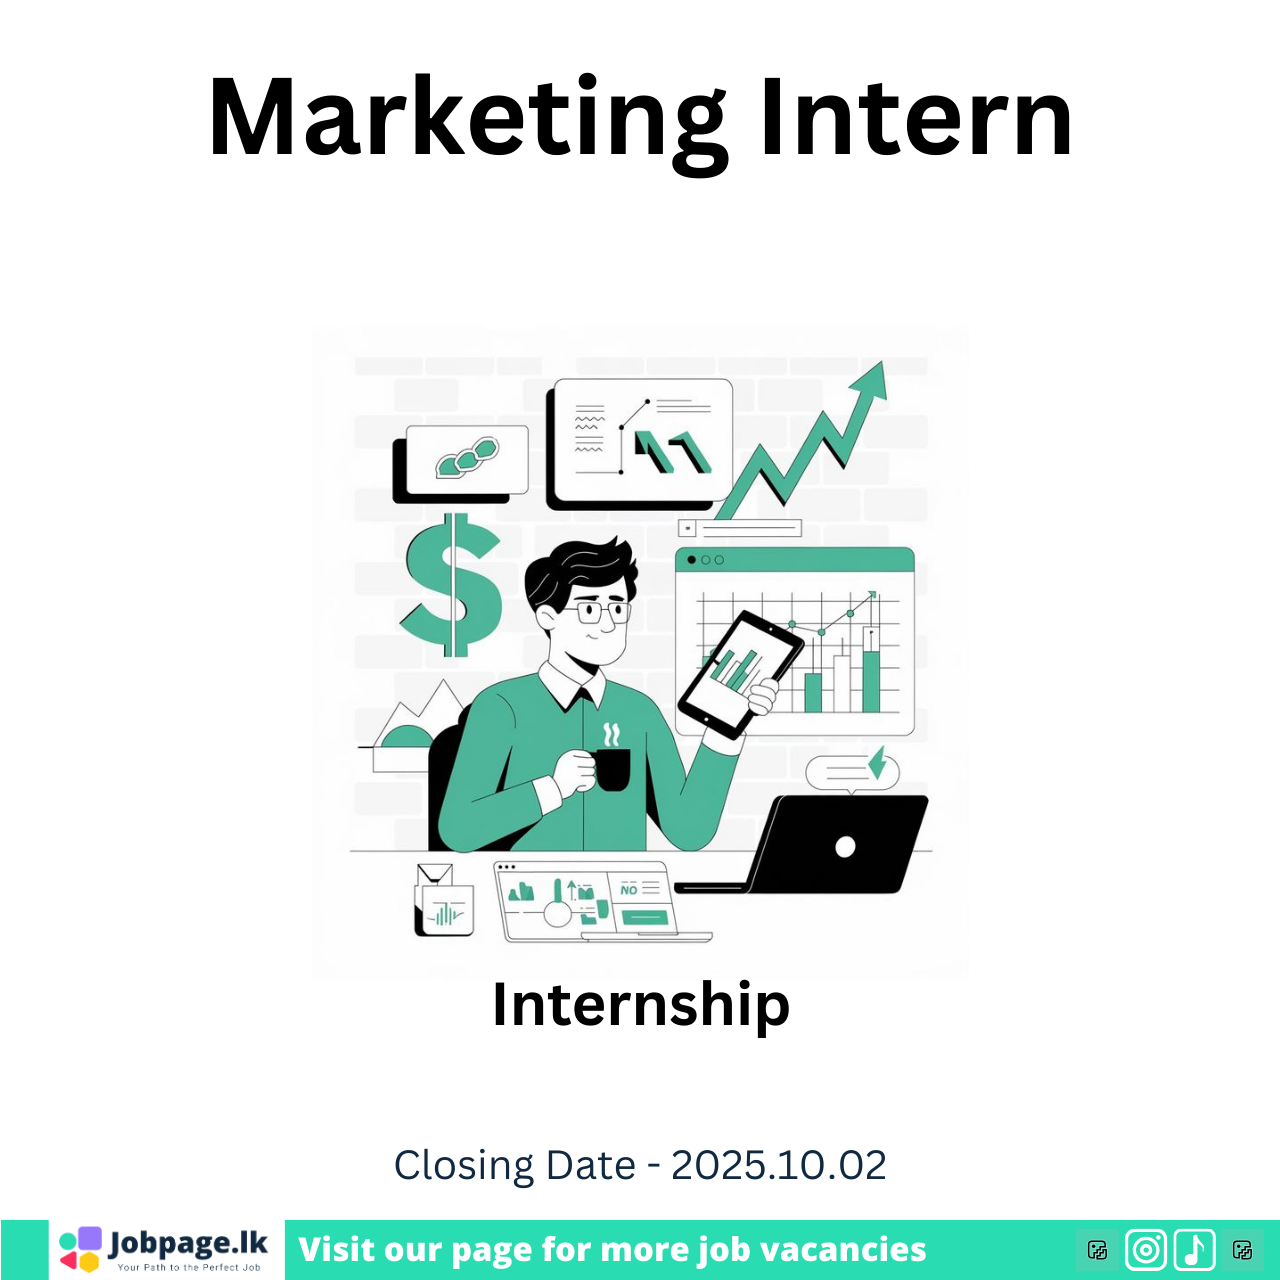 Marketing Intern
NO
Internship
Closing Date - 2025.10.02
Jobpage.lk
Your Path to the Perfect Job
Visit our page for more job vacancies